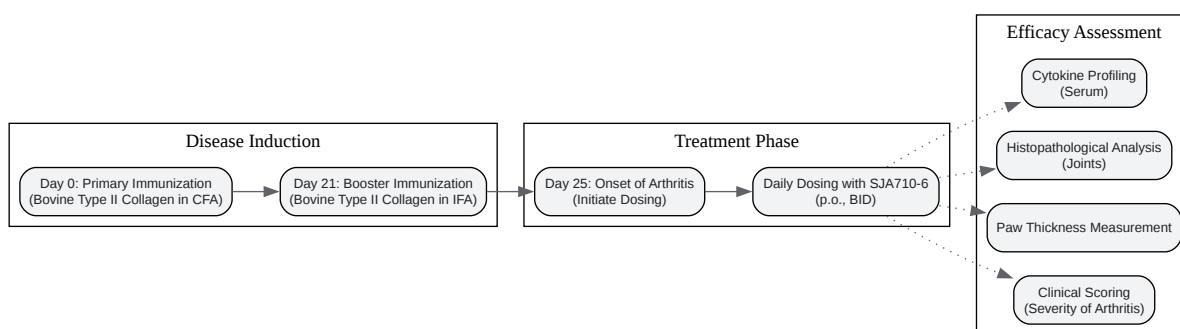 Disease Induction
Day 0: Primary Immunization
(Bovine Type II Collagen in CFA)
Day 21: Booster Immunization
(Bovine Type II Collagen in IFA)
Treatment Phase
Day 25: Onset of Arthritis
(Initiate Dosing)
Daily Dosing with SJA710-6
(p.o., BID)
Efficacy Assessment
Cytokine Profiling
(Serum)
Histopathological Analysis
(Joints)
Paw Thickness Measurement
Clinical Scoring
(Severity of Arthritis)